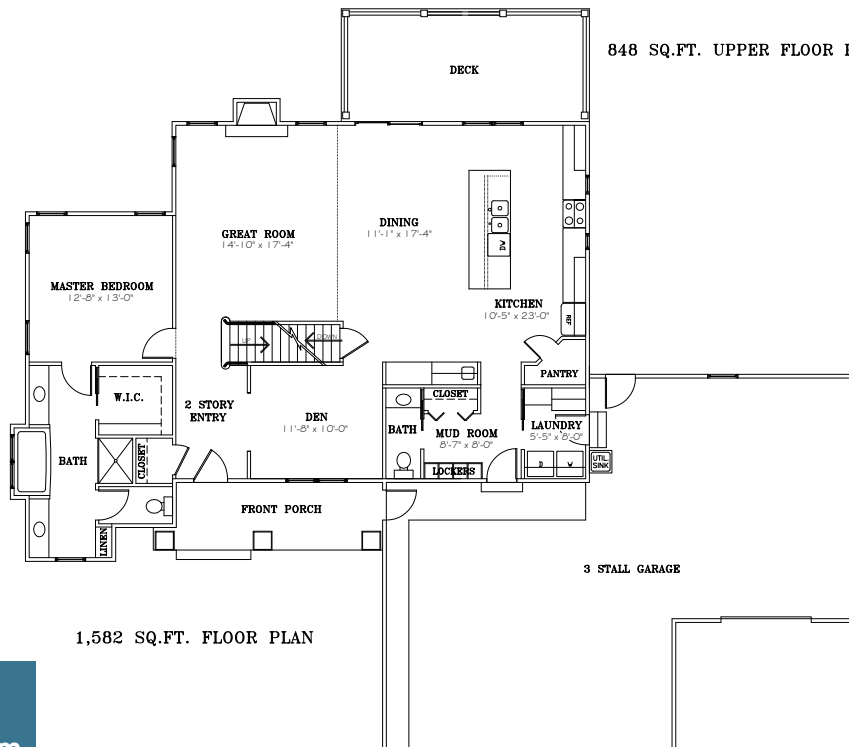 848 SQ.FT. UPPER FLOOR
DECK
GREAT ROOM
14'-10" x 17'-4"
DINING
11'-1" x 17'-4"
DW
MASTER BEDROOM
12'-8" x 13'-0"
KITCHEN
10'-5" x 23'-0"
REF
UP
DOWN
PANTRY
W.I.C.
2 STORY
ENTRY
DEN
11'-8" x 10'-0"
CLOSET
BATH
MUD ROOM
8'-7" x 8'-0"
LAUNDRY
5'-5" x 8'-0"
BATH
CLOSET
LOCKERS
D
W
UTIL.
SINK
FRONT PORCH
LINEN
3 STALL GARAGE
1,582 SQ.FT. FLOOR PLAN